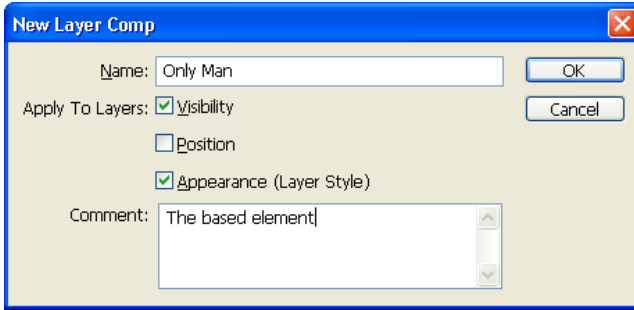 New Layer Comp
Name: Only Man
OK
Apply To Layers: Visibility
Cancel
Position
Appearance (Layer Style)
Comment: The based element